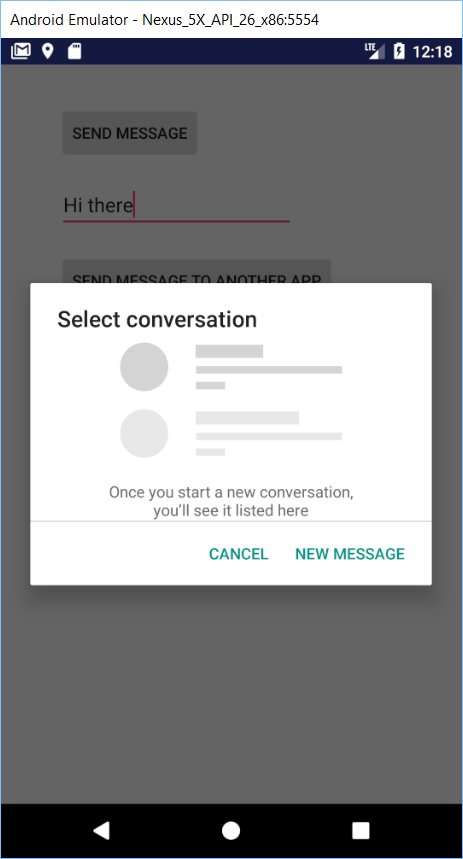 Android Emulator - Nexus_5X_API_26_x86:5554
LTE 12:18
SEND MESSAGE
Hi there
SEND MESSAGE TO ANOTHER APP
Select conversation
Once you start a new conversation,
you'll see it listed here
CANCEL NEW MESSAGE